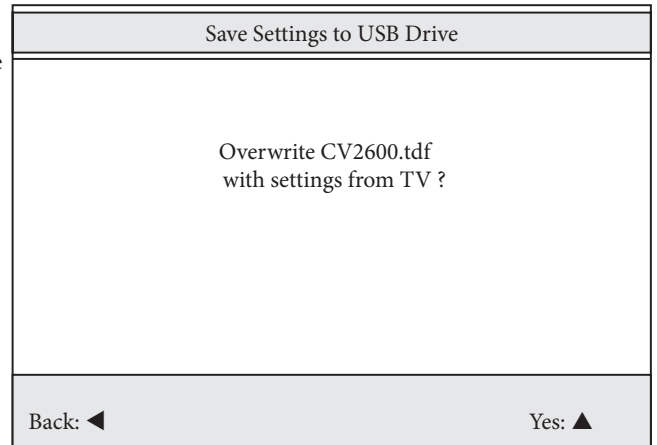 Save Settings to USB Drive
e
Overwrite CV2600.tdf
with settings from TV ?
Back: ◀
Yes: ▲